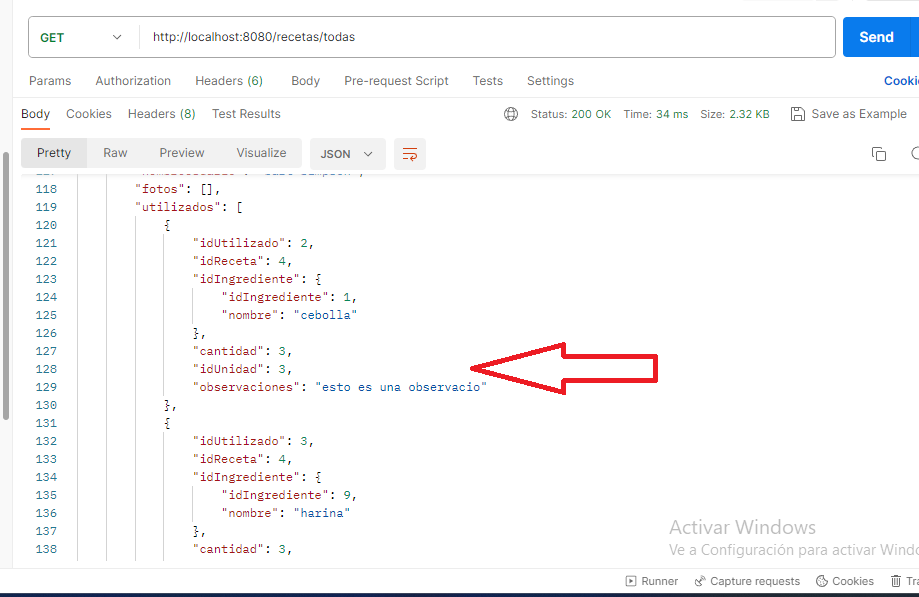 GET
http://localhost:8080/recetas/todas
Send
Params Authorization Headers (6) Body Pre-request Script Tests Settings
Body Cookies Headers (8) Test Results Status: 200 OK Time: 34 ms Size: 2.32 KB Save as Example
Pretty Raw Preview Visualize JSON
118 "fotos": [],
119 "utilizados": [
120 {
121 "idUtilizado": 2,
122 "idReceta": 4,
123 "idIngrediente": {
124 "idIngrediente": 1,
125 "nombre": "cebolla"
126 },
127 "cantidad": 3,
128 "idUnidad": 3,
129 "observaciones": "esto es una observacio"
130 },
131 {
132 "idUtilizado": 3,
133 "idReceta": 4,
134 "idIngrediente": {
135 "idIngrediente": 9,
136 "nombre": "harina"
137 },
138 "cantidad": 3,
Activar Windows
Ve a Configuración para activar
Runner Capture requests Cookies